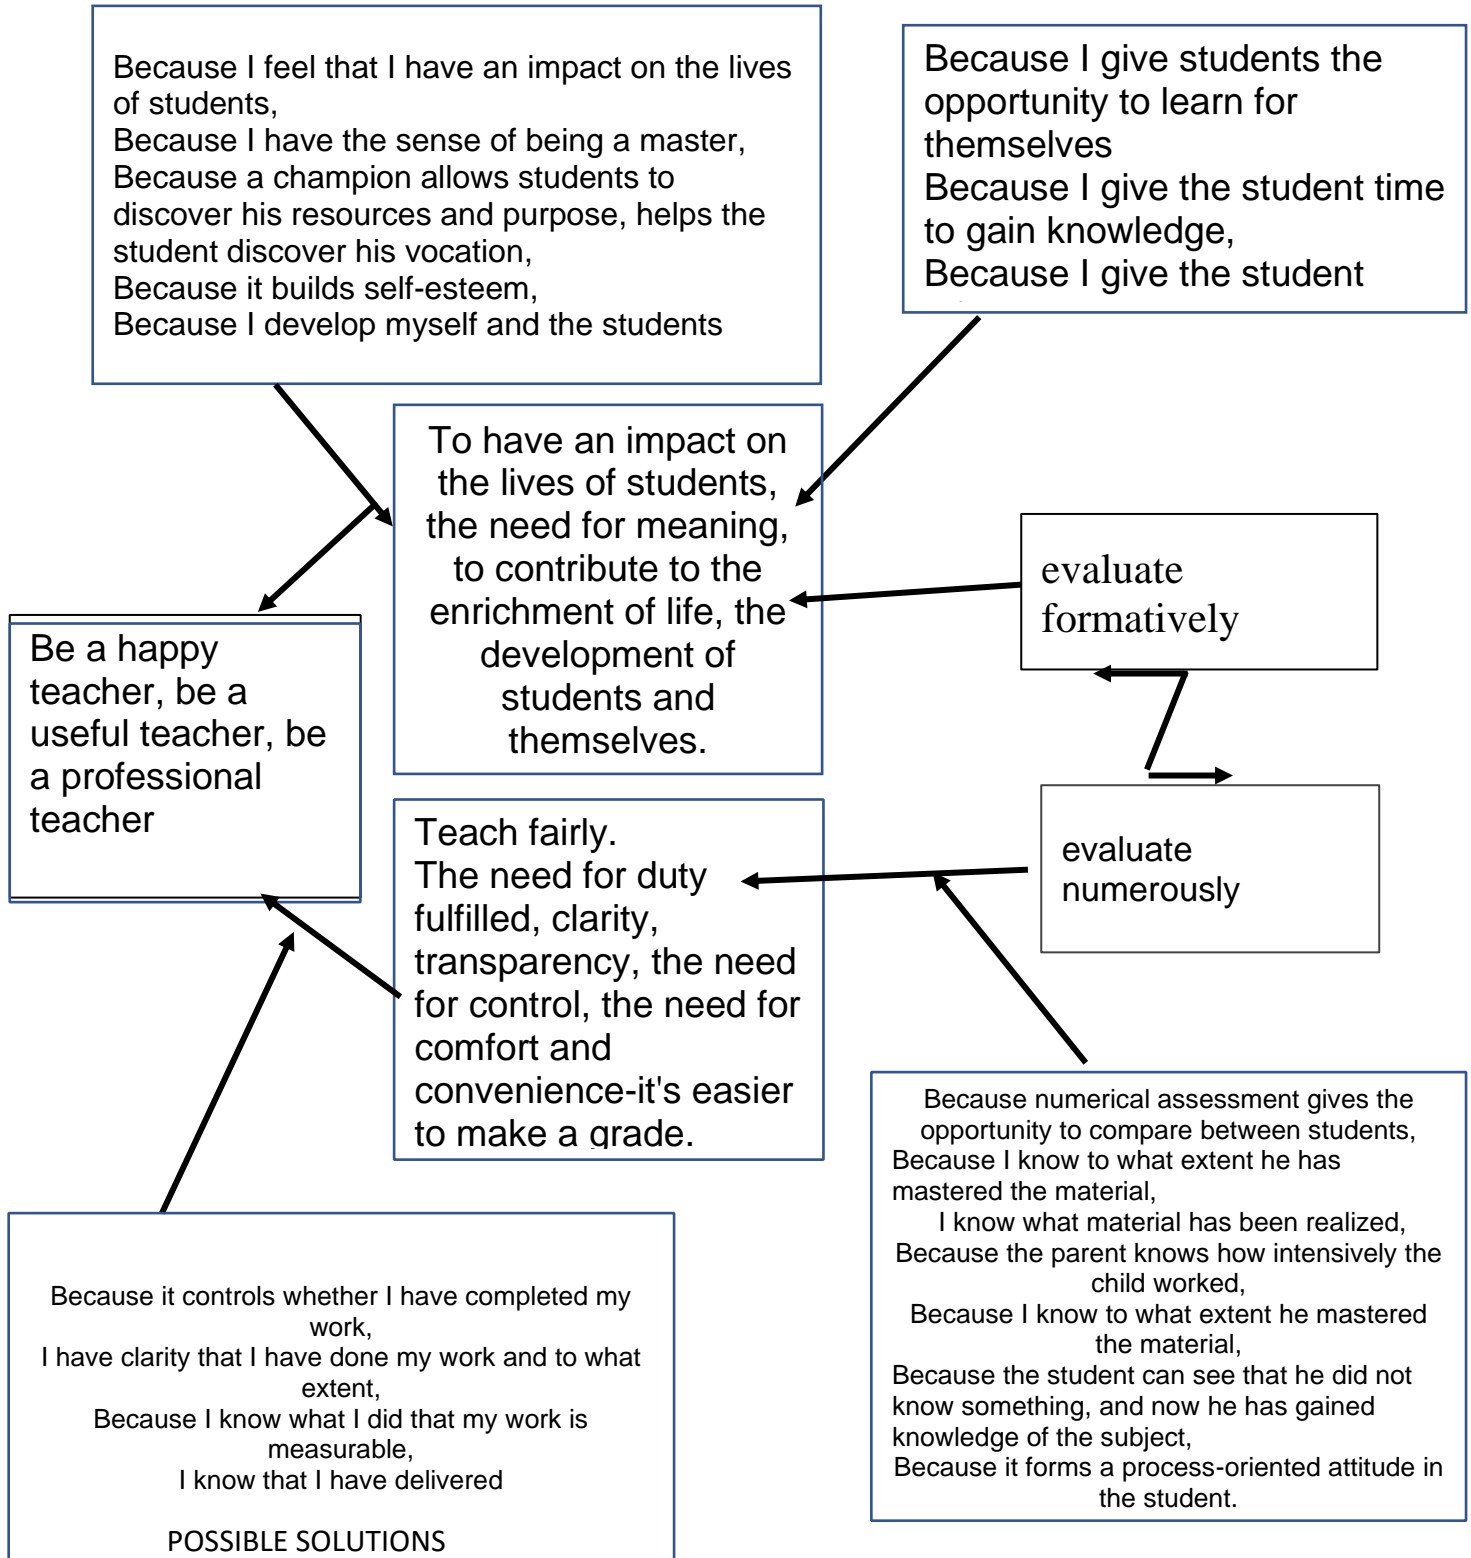 Because I feel that I have an impact on the lives
of students,
Because I have the sense of being a master,
Because a champion allows students to
discover his resources and purpose, helps the
student discover his vocation,
Because it builds self-esteem,
Because I develop myself and the students
Because I give students the
opportunity to learn for
themselves
Because I give the student time
to gain knowledge,
Because I give the student
To have an impact on
the lives of students,
the need for meaning,
to contribute to the
enrichment of life, the
development of
students and
themselves.
evaluate
formatively
Be a happy
teacher, be a
useful teacher, be
a professional
teacher
Teach fairly.
The need for duty
fulfilled, clarity,
transparency, the need
for control, the need for
comfort and
convenience-it's easier
to make a grade.
evaluate
numerously
Because numerical assessment gives the
opportunity to compare between students,
Because I know to what extent he has
mastered the material,
I know what material has been realized,
Because the parent knows how intensively the
child worked,
Because I know to what extent he mastered
the material,
Because the student can see that he did not
know something, and now he has gained
knowledge of the subject,
Because it forms a process-oriented attitude in
the student.
Because it controls whether I have completed my
work,
I have clarity that I have done my work and to what
extent,
Because I know what I did that my work is
measurable,
I know that I have delivered
POSSIBLE SOLUTIONS